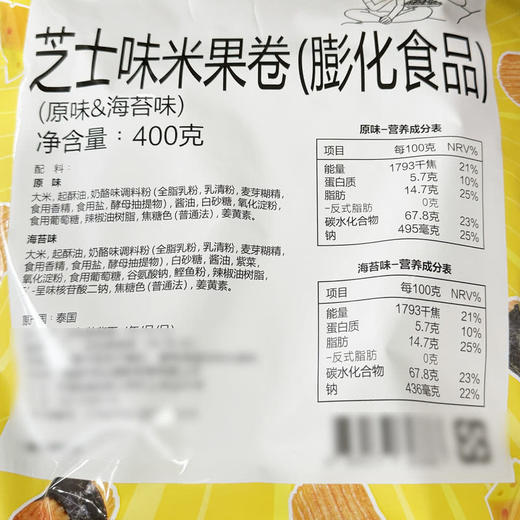 芝士味米果卷(膨化食品)
(原味&海苔味)
净含量：400克
配 料：
原 味
大米，起酥油，奶酪味调料粉(全脂乳粉，乳清粉，麦芽糊精，
食用香精，食用盐，酵母抽提物)，酱油，白砂糖，氧化淀粉，
食用葡萄糖，辣椒油树脂，焦糖色(普通法)，姜黄素。
海苔味
大米，起酥油，奶酪味调料粉(全脂乳粉，乳清粉，麦芽糊精，
食用香精，食用盐，酵母抽提物)，白砂糖，酱油，紫菜，
氧化淀粉，食用葡萄糖，谷氨酸钠，鲣鱼粉，辣椒油树脂
-呈味核苷酸二钠，焦糖色(普通法)，姜黄素。
国：泰国
原味–营养成分表
项目 每100克 NRV%
能量 1793千焦 21%
蛋白质 5.7克 10%
脂肪 14.7克 25%
–反式脂肪 0克
碳水化合物 67.8克 23%
钠 495毫克 25%
海苔味–营养成分表
项目 每100克 NRV%
能量 1793千焦 21%
蛋白质 5.7克 10%
脂肪 14.7克 25%
–反式脂肪 0克
碳水化合物 67.8克 23%
钠 436毫克 22%